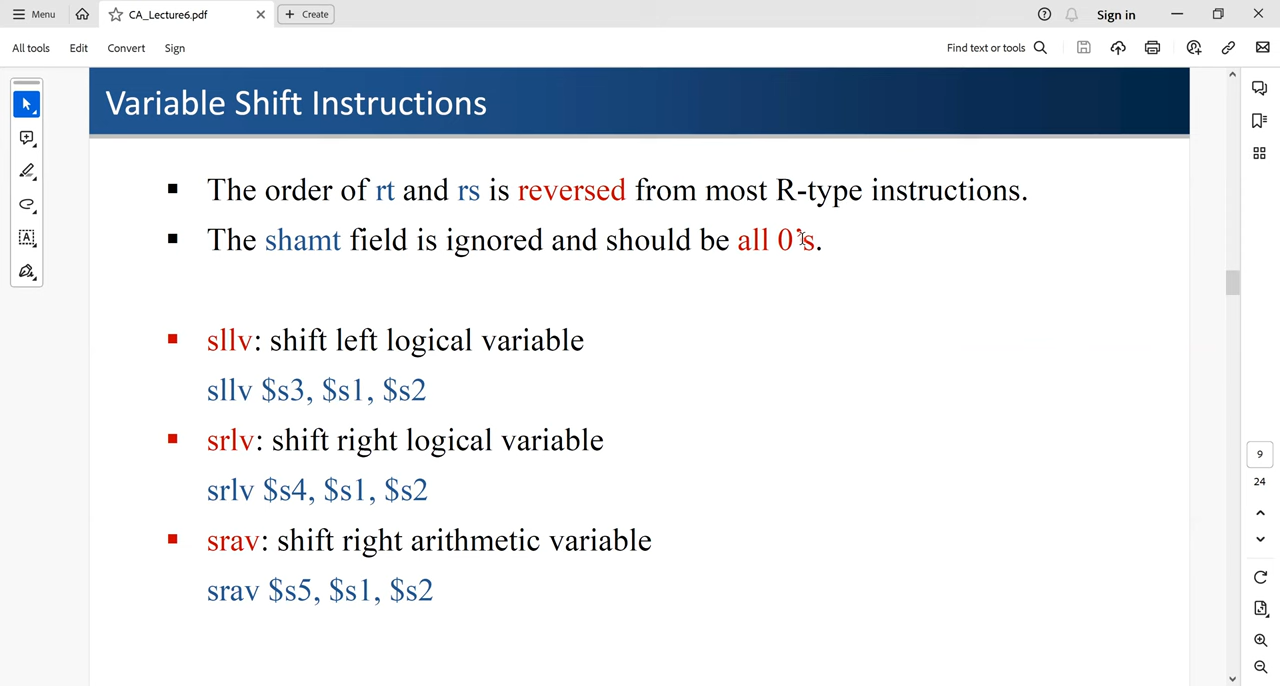 Menu
CA_Lecture6.pdf
Create
Sign in
All tools
Edit
Convert
Sign
Find text or tools
Variable Shift Instructions
▪ The order of rt and rs is reversed from most R-type instructions.
▪ The shamt field is ignored and should be all 0's.
▪ sllv: shift left logical variable
sllv $s3, $s1, $s2
▪ srlv: shift right logical variable
srlv $s4, $s1, $s2
▪ srav: shift right arithmetic variable
srav $s5, $s1, $s2
9
24